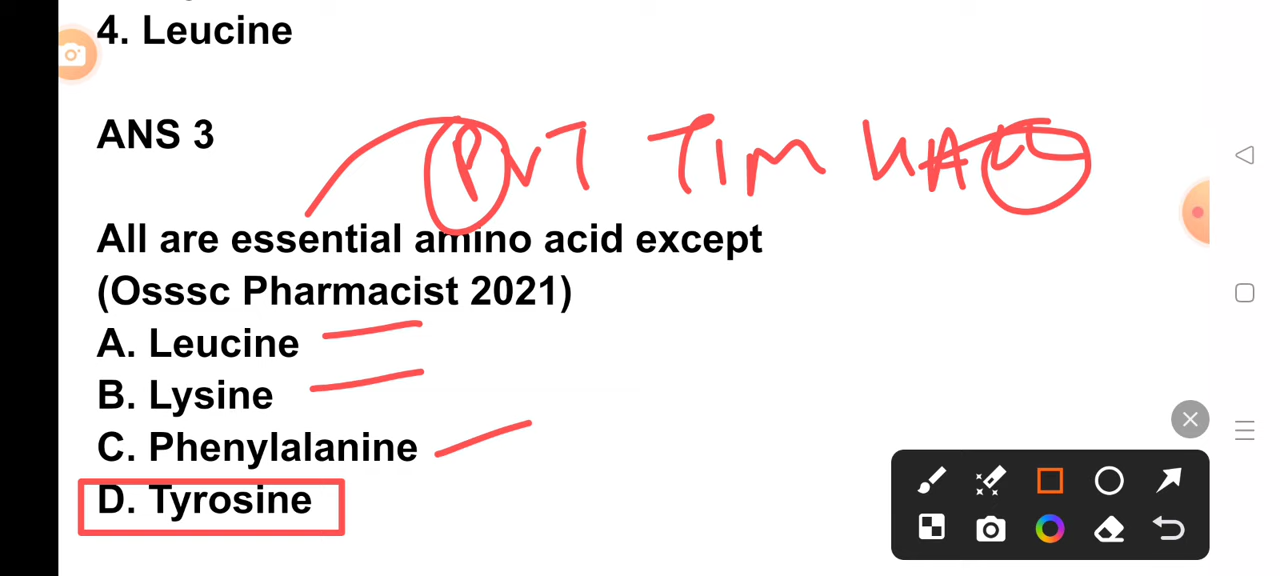 4. Leucine
ANS 3
PVT TIM HALL
All are essential amino acid except
(Osssc Pharmacist 2021)
A. Leucine
B. Lysine
C. Phenylalanine
D. Tyrosine